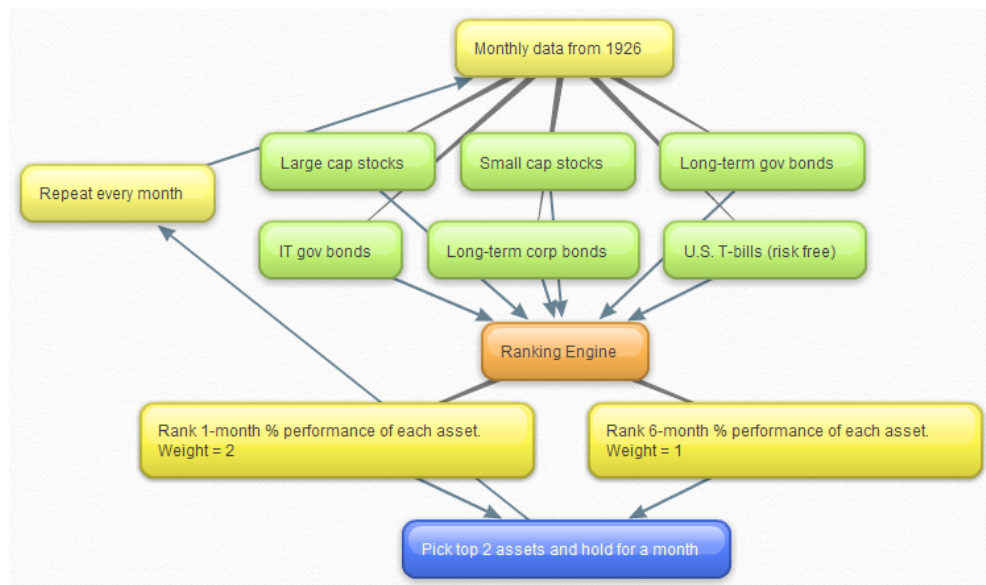 Monthly data from 1926
Large cap stocks
Small cap stocks
Long-term gov bonds
Repeat every month
IT gov bonds
Long-term corp bonds
U.S. T-bills (risk free)
Ranking Engine
Rank 1-month % performance of each asset.
Weight = 2
Rank 6-month % performance of each asset.
Weight = 1
Pick top 2 assets and hold for a month